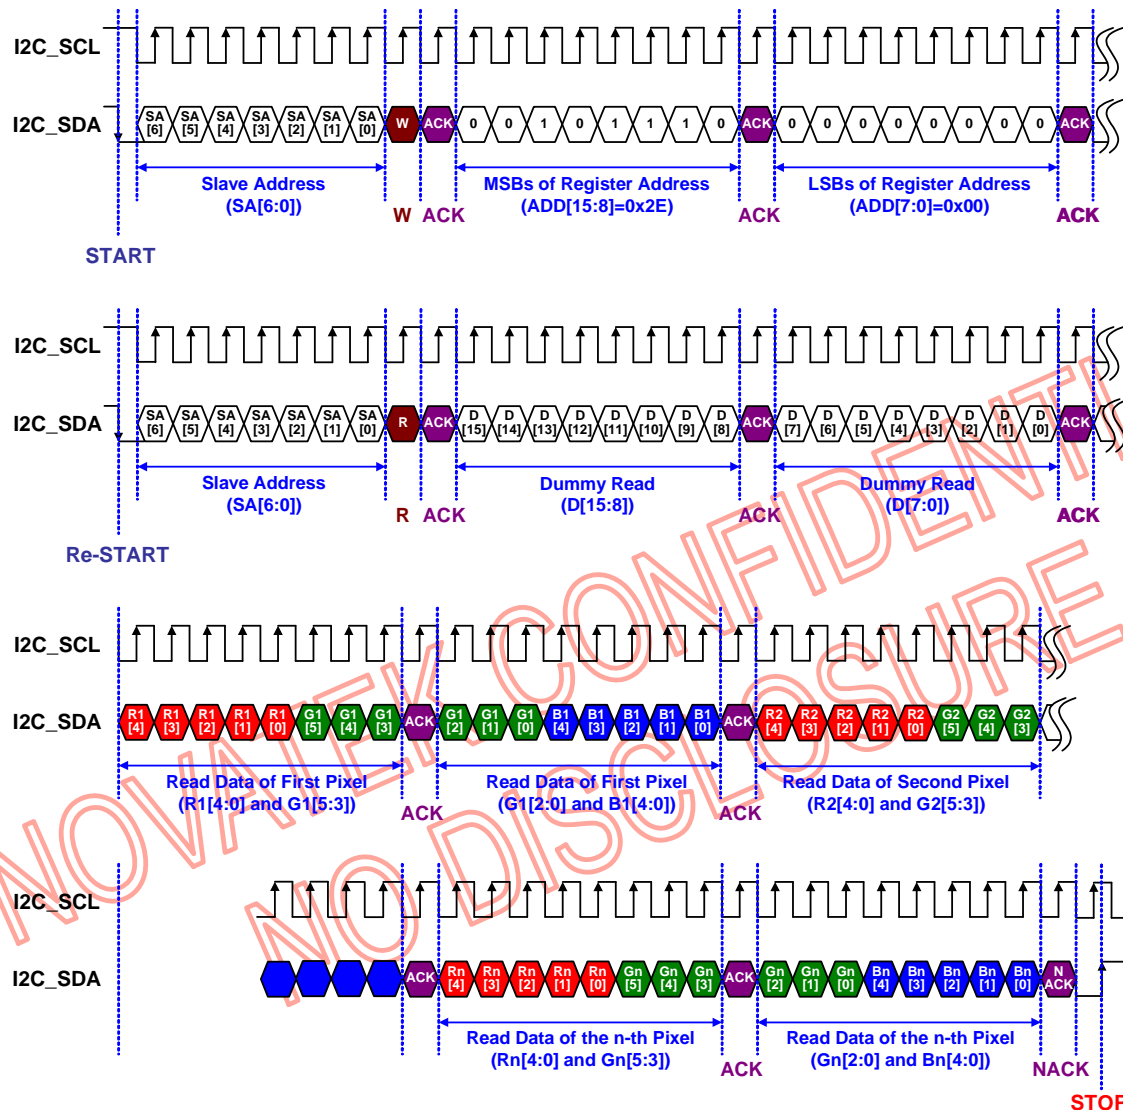 I2C_SCL
I2C_SDA SA [6] SA [5] SA [4] SA [3] SA [2] SA [1] SA [0] W ACK 0 0 1 0 1 1 1 0 ACK 0 0 0 0 0 0 0 0 ACK
Slave Address MSBs of Register Address LSBs of Register Address
(SA[6:0]) (ADD[15:8]=0x2E) (ADD[7:0]=0x00)
W ACK ACK ACK
START
I2C_SCL
I2C_SDA SA [6] SA [5] SA [4] SA [3] SA [2] SA [1] SA [0] R ACK D [15] D [14] D [13] D [12] D [11] D [10] D [9] D [8] ACK D [7] D [6] D [5] D [4] D [3] D [2] D [1] D [0] ACK
Slave Address Dummy Read Dummy Read
(SA[6:0]) (D[15:8]) (D[7:0])
R ACK ACK ACK
Re-START
I2C_SCL
I2C_SDA R1 [4] R1 [3] R1 [2] R1 [1] R1 [0] G1 [5] G1 [4] G1 [3] ACK G1 [2] G1 [1] G1 [0] B1 [4] B1 [3] B1 [2] B1 [1] B1 [0] ACK R2 [4] R2 [3] R2 [2] R2 [1] R2 [0] G2 [5] G2 [4] G2 [3]
Read Data of First Pixel Read Data of First Pixel Read Data of Second Pixel
(R1[4:0] and G1[5:3]) (G1[2:0] and B1[4:0]) (R2[4:0] and G2[5:3])
ACK ACK
I2C_SCL
I2C_SDA ACK Rn [4] Rn [3] Rn [2] Rn [1] Rn [0] Gn [5] Gn [4] Gn [3] ACK Gn [2] Gn [1] Gn [0] Bn [4] Bn [3] Bn [2] Bn [1] Bn [0] N ACK
Read Data of the n-th Pixel Read Data of the n-th Pixel
(Rn[4:0] and Gn[5:3]) (Gn[2:0] and Bn[4:0])
ACK NACK
STOP
NOVATEK CONFIDENTI
NO DISCLOSURE